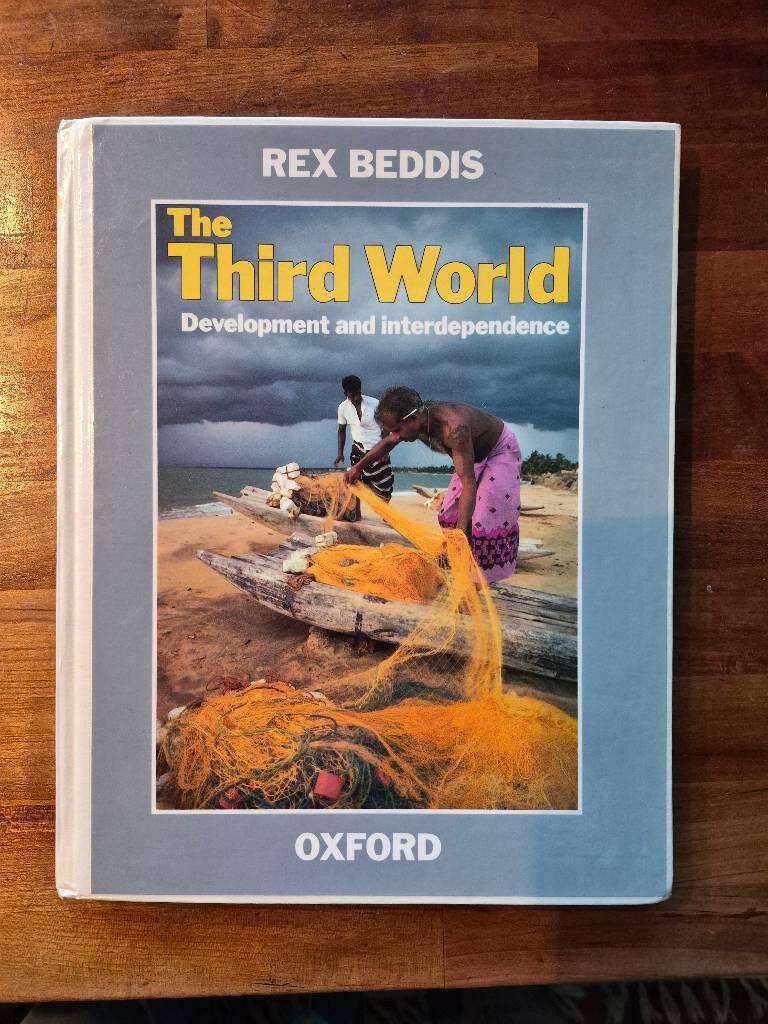 REX BEDDIS
The
Third World
Development and interdependence
OXFORD